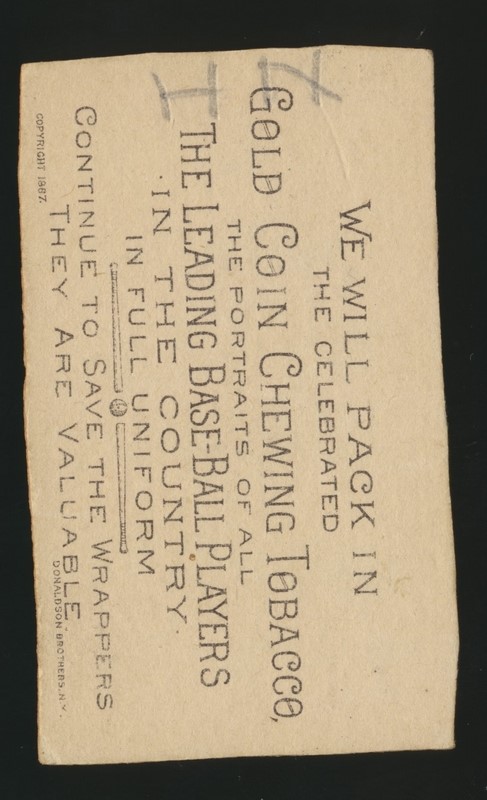 WE WILL PACK IN
THE CELEBRATED
GOLD COIN CHEWING TOBACCO,
THE PORTRAITS OF ALL
THE LEADING BASE-BALL PLAYERS
·IN THE COUNTRY·
IN FULL UNIFORM
CONTINUE TO SAVE THE WRAPPERS
THEY ARE VALUABLE.
COPYRIGHT 1887.
DONALDSON BROTHERS, N.Y.